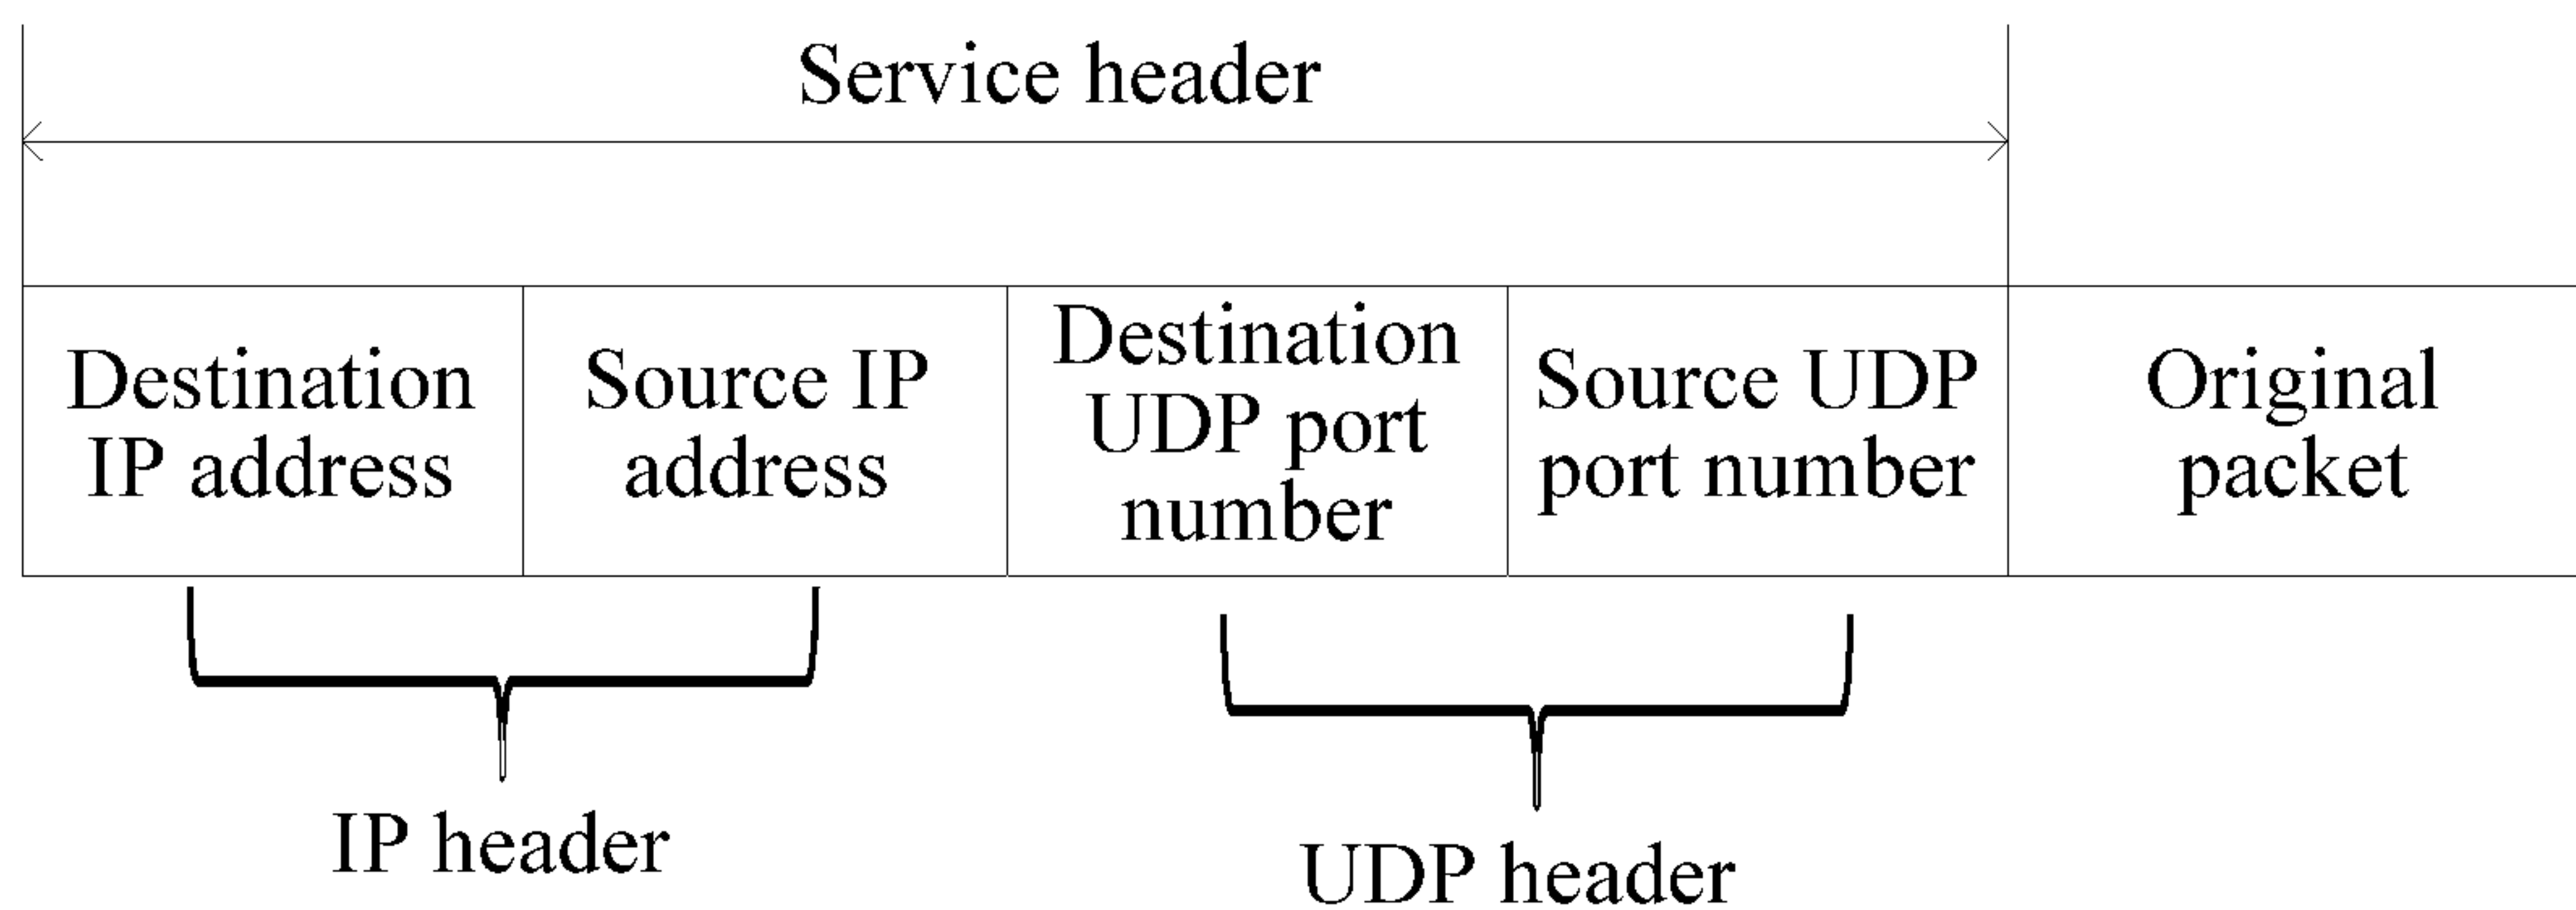 Service header
Destination
IP address
Source IP
address
Destination
UDP port
number
Source UDP
port number
Original
packet
IP header
UDP header